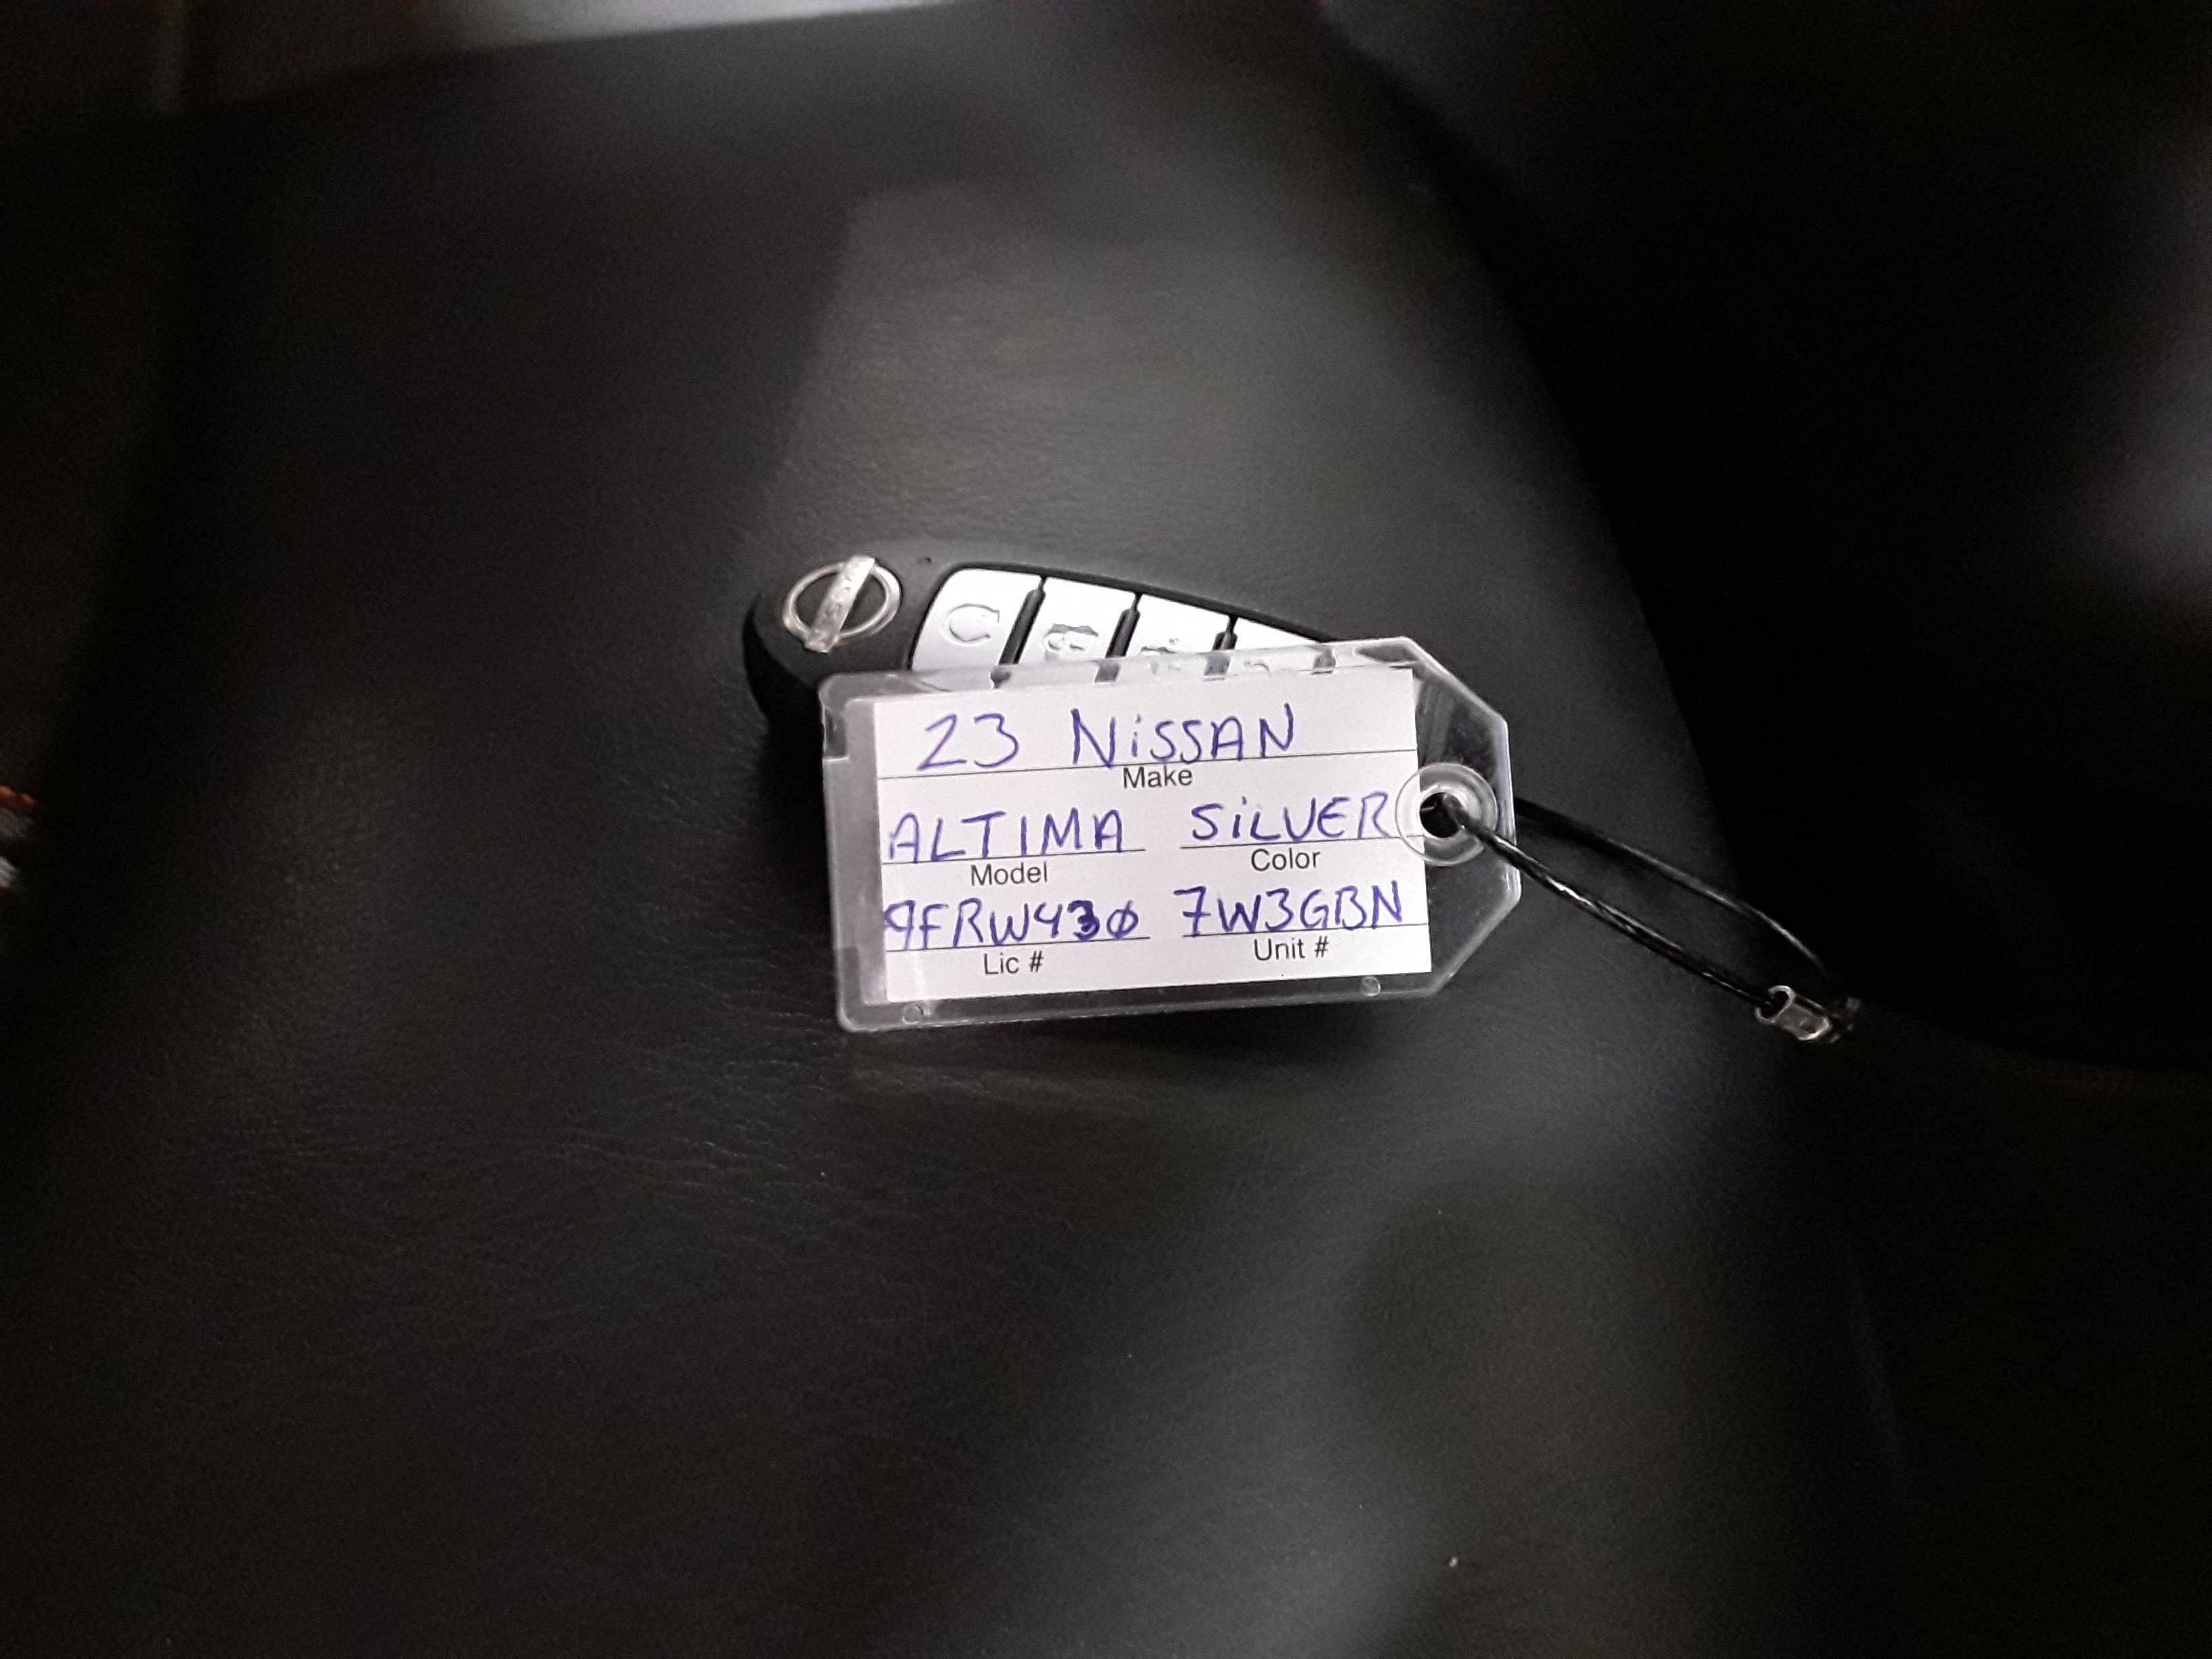 23 NiSSAN
Make
ALTIMA SiLVER
Model Color
9FRW430 7W3GBN
Lic # Unit #